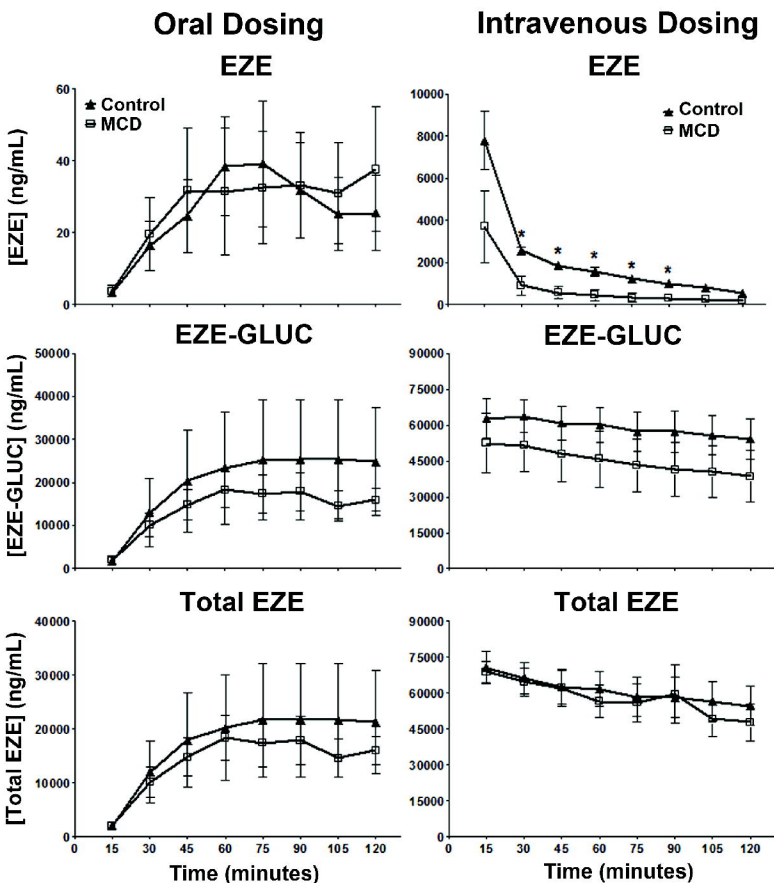 Oral Dosing
Intravenous Dosing
EZE
EZE
Control
MCD
[EZE] (ng/mL)
60
40
20
0
Control
MCD
10000
8000
6000
4000
2000
0
* * * * *
EZE-GLUC
EZE-GLUC
[EZE-GLUC] (ng/mL)
50000
40000
30000
20000
10000
0
90000
75000
60000
45000
30000
15000
0
Total EZE
Total EZE
[Total EZE] (ng/mL)
40000
30000
20000
10000
0
90000
75000
60000
45000
30000
15000
0
0 15 30 45 60 75 90 105 120
0 15 30 45 60 75 90 105 120
Time (minutes)
Time (minutes)